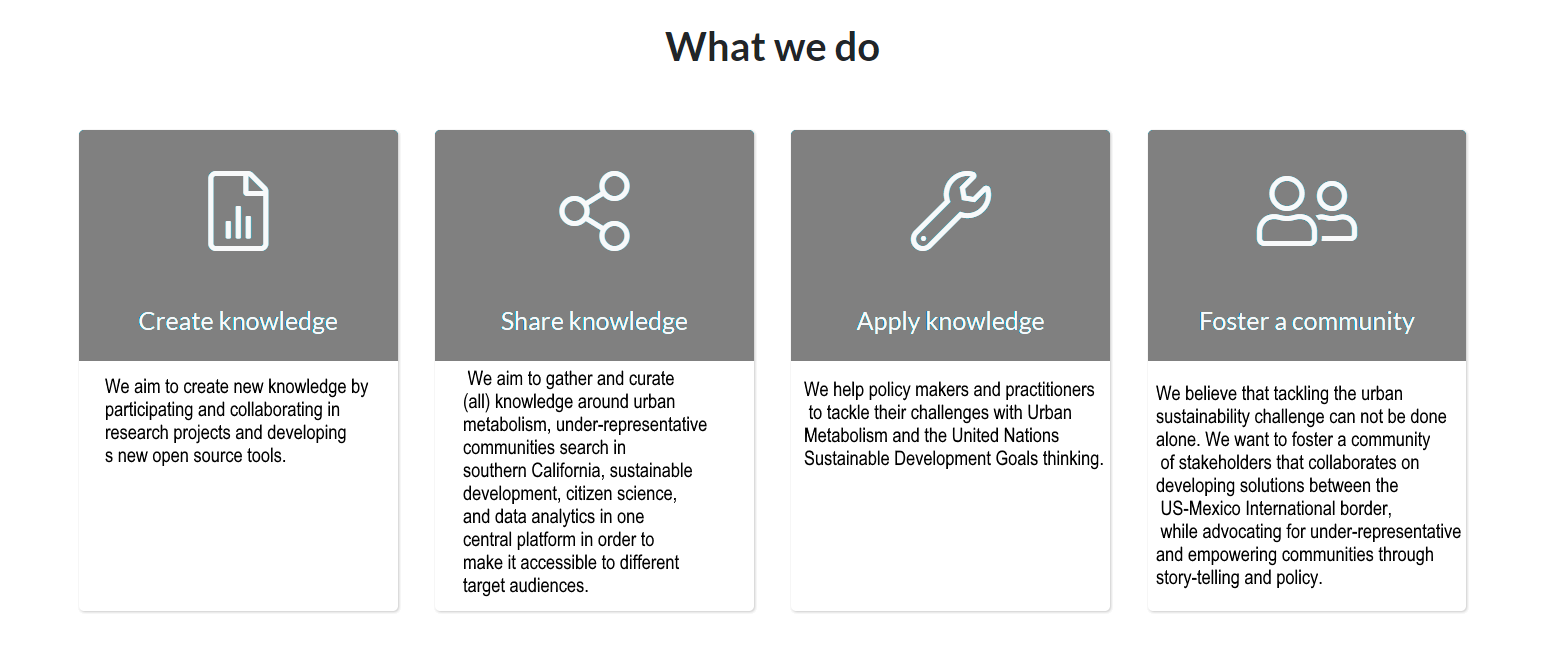 What we do
Create knowledge
We aim to create new knowledge by
participating and collaborating in
research projects and developing
s new open source tools.
Share knowledge
We aim to gather and curate
(all) knowledge around urban
metabolism, under-representative
communities search in
southern California, sustainable
development, citizen science,
and data analytics in one
central platform in order to
make it accessible to different
target audiences.
Apply knowledge
We help policy makers and practitioners
to tackle their challenges with Urban
Metabolism and the United Nations
Sustainable Development Goals thinking.
Foster a community
We believe that tackling the urban
sustainability challenge can not be done
alone. We want to foster a community
of stakeholders that collaborates on
developing solutions between the
US-Mexico International border,
while advocating for under-representative
and empowering communities through
story-telling and policy.